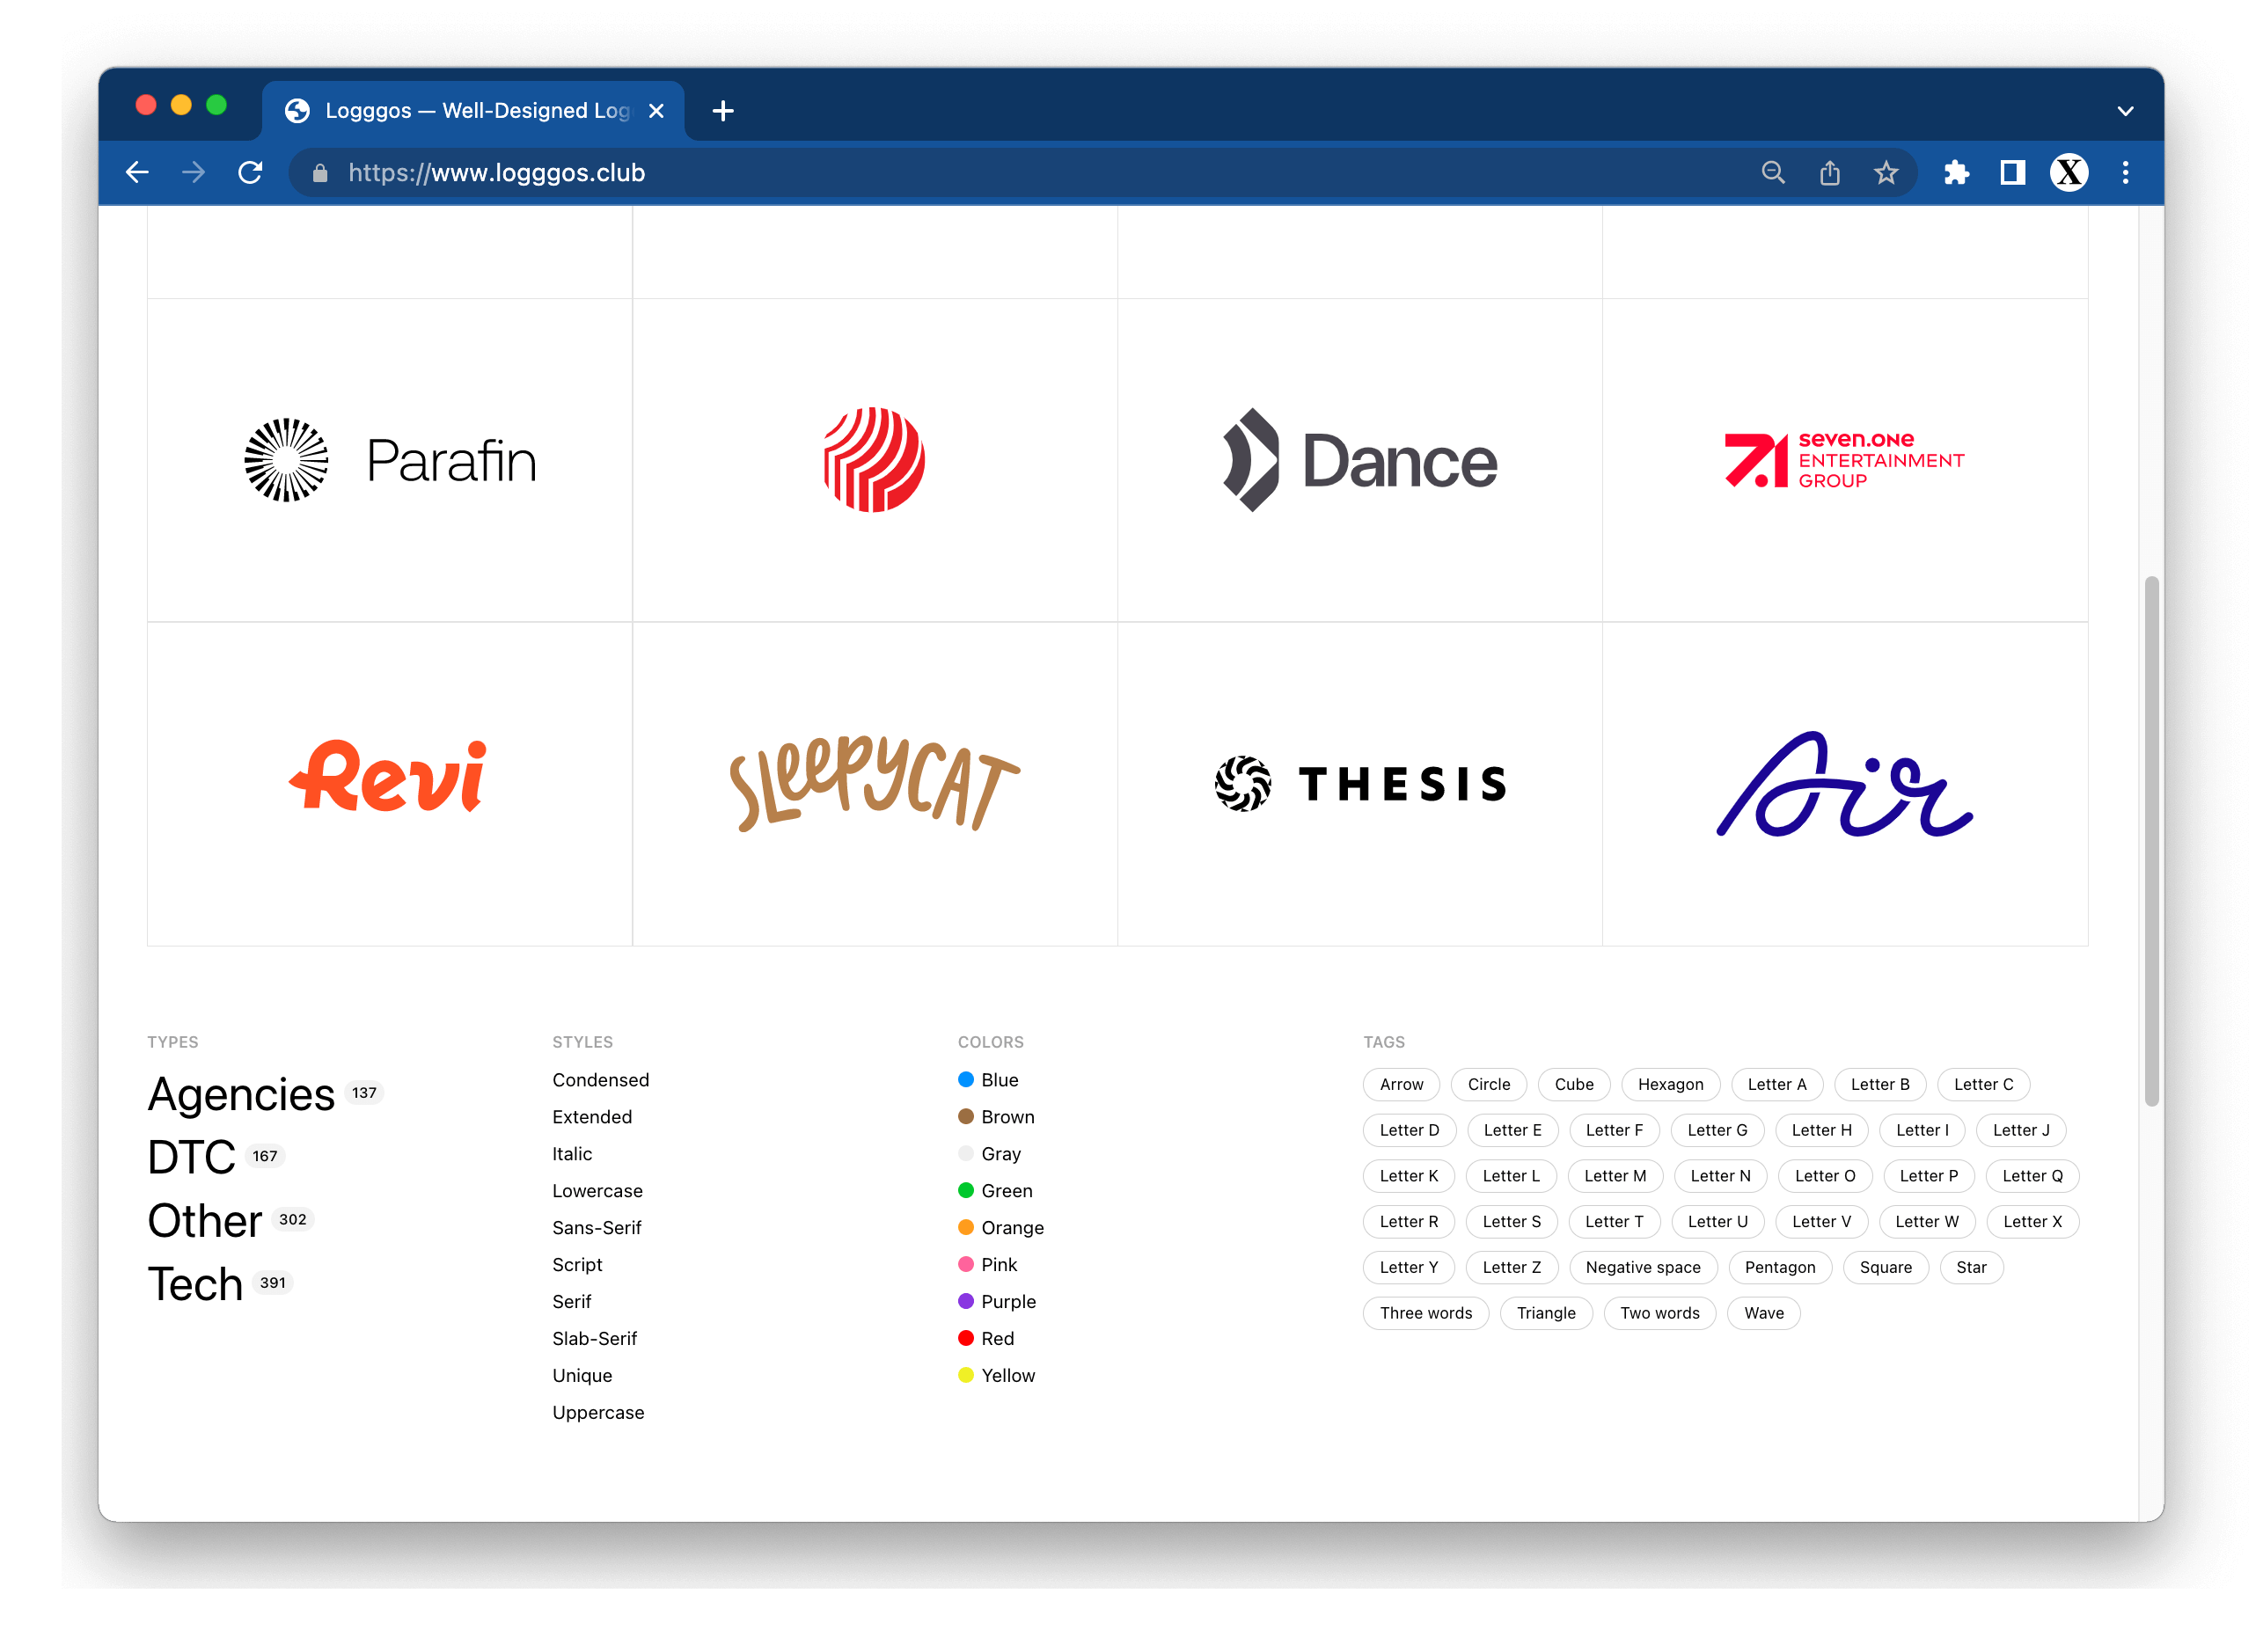 Logggos — Well-Designed Log
https://www.logggos.club
X
Parafin
Dance
71
seven.one
ENTERTAINMENT
GROUP
Revi
SLeePYCAT
THESIS
Air
TYPES
Agencies 137
DTC 167
Other 302
Tech 391
STYLES
Condensed
Extended
Italic
Lowercase
Sans-Serif
Script
Serif
Slab-Serif
Unique
Uppercase
COLORS
Blue
Brown
Gray
Green
Orange
Pink
Purple
Red
Yellow
TAGS
Arrow Circle Cube Hexagon Letter A Letter B Letter C
Letter D Letter E Letter F Letter G Letter H Letter I Letter J
Letter K Letter L Letter M Letter N Letter O Letter P Letter Q
Letter R Letter S Letter T Letter U Letter V Letter W Letter X
Letter Y Letter Z Negative space Pentagon Square Star
Three words Triangle Two words Wave